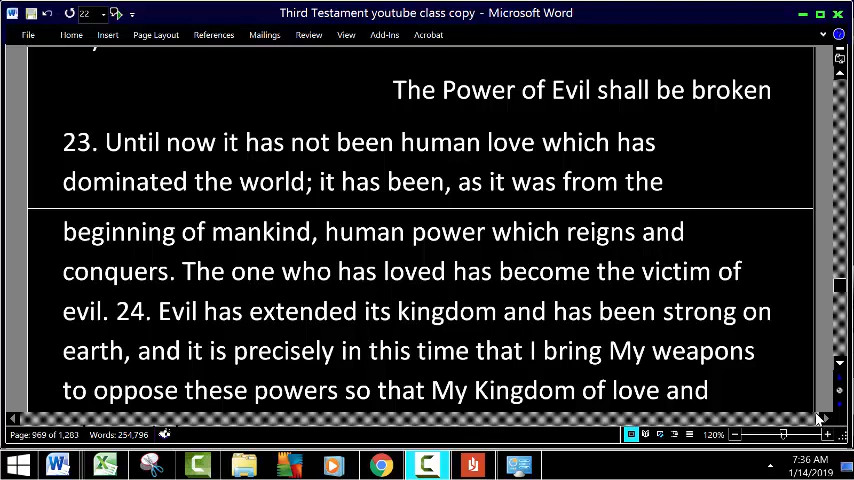 22
Third Testament youtube class copy - Microsoft Word
File Home Insert Page Layout References Mailings Review View Add-Ins Acrobat
The Power of Evil shall be broken
23. Until now it has not been human love which has
dominated the world; it has been, as it was from the
beginning of mankind, human power which reigns and
conquers. The one who has loved has become the victim of
evil. 24. Evil has extended its kingdom and has been strong on
earth, and it is precisely in this time that I bring My weapons
to oppose these powers so that My Kingdom of love and
Page: 969 of 1,283 Words: 254,796 120%
7:36 AM
1/14/2019